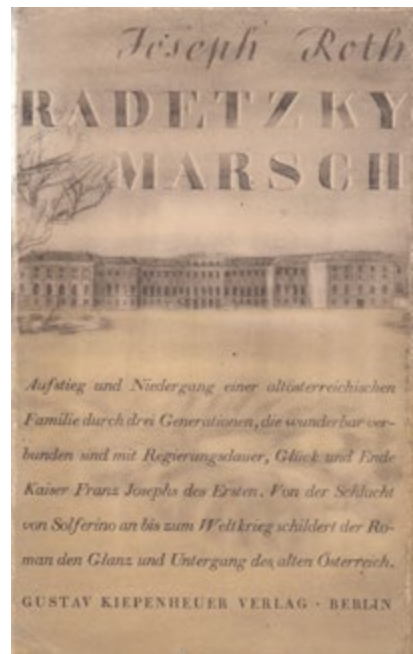 Joseph Roth
RADETZKY
MARSCH
Aufstieg und Niedergang einer altösterreichischen
Familie durch drei Generationen, die wunderbar ver-
bunden sind mit Regierungsdauer, Glück und Ende
Kaiser Franz Josephs des Ersten. Von der Schlacht
von Solferino an bis zum Weltkrieg schildert der Ro-
man den Glanz und Untergang des alten Österreich.
GUSTAV KIEPENHEUER VERLAG · BERLIN